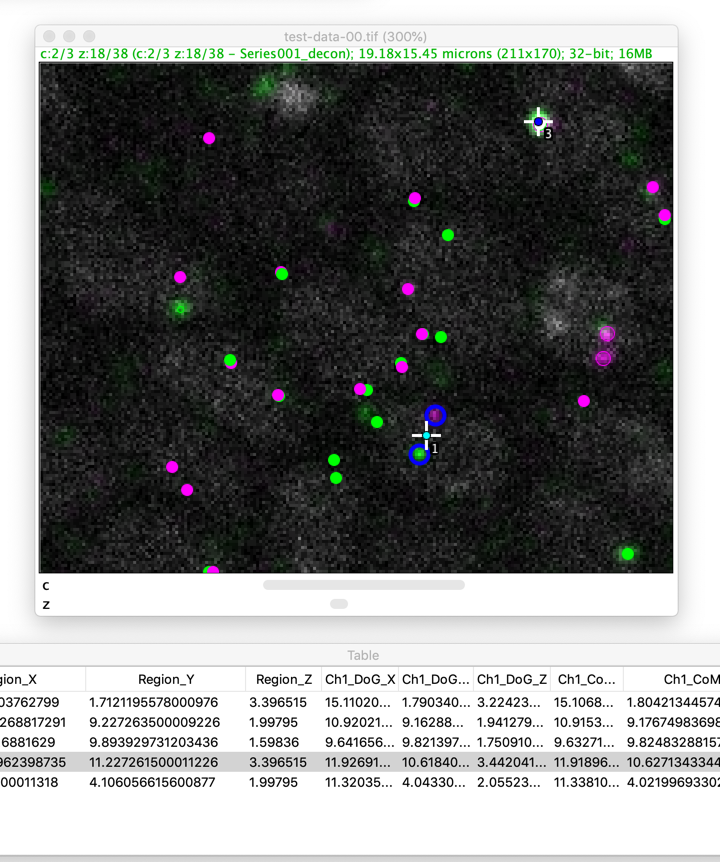 test-data-00.tif (300%)
c:2/3 z:18/38 (c:2/3 z:18/38 - Series001_decon); 19.18x15.45 microns (211x170); 32-bit; 16MB
3
1
c
z
Table
gion_X Region_Y Region_Z Ch1_DoG_X Ch1_DoG... Ch1_DoG_Z Ch1_Co... Ch1_CoM
03762799 1.7121195578000976 3.396515 15.11020... 1.790340... 3.22423... 15.1068... 1.80421344574
268817291 9.2272635000009226 1.99795 10.92021... 9.16288... 1.941279... 10.9153... 9.17674983698
6881629 9.893929731203436 1.59836 9.641656... 9.821397... 1.750910... 9.63271... 9.82483288157
962398735 11.227261500011226 3.396515 11.92691... 10.61840... 3.442041... 11.91896... 10.6271343344
00011318 4.106056615600877 1.99795 11.32035... 4.04330... 2.05523... 11.33810... 4.02199693302